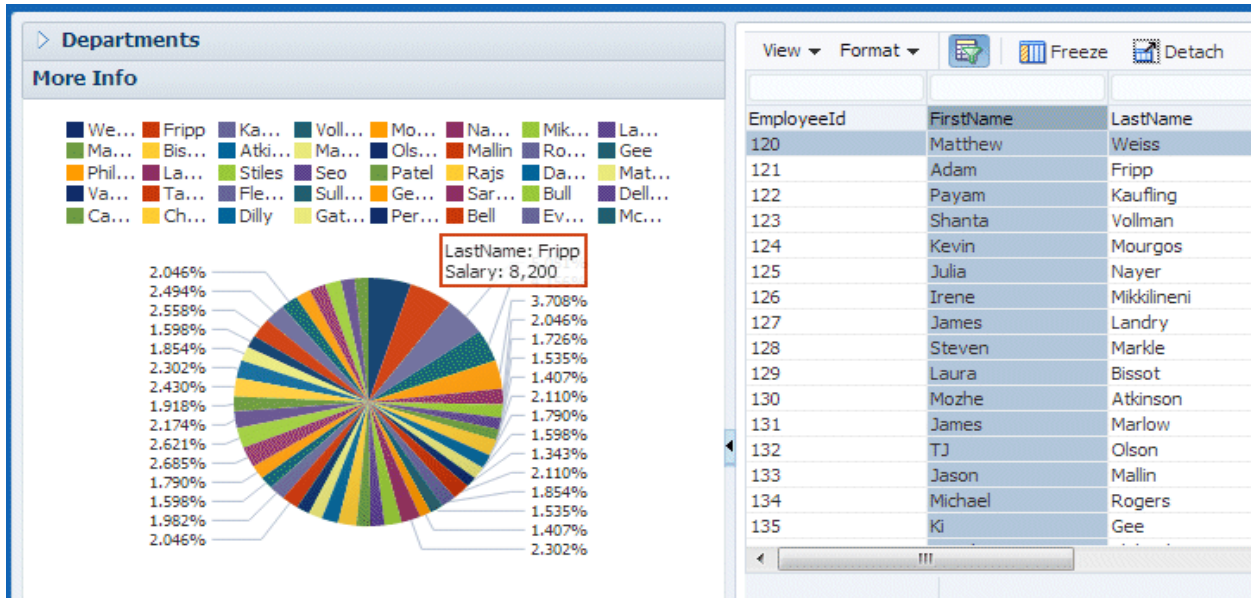 Departments
More Info
We... Fripp Ka... Voll... Mo... Na... Mik... La...
Ma... Bis... Atki... Ma... Ols... Mallin Ro... Gee
Phil... La... Stiles Seo Patel Rajs Da... Mat...
Va... Ta... Fle... Sull... Ge... Sar... Bull Dell...
Ca... Ch... Dilly Gat... Per... Bell Ev... Mc...
LastName: Fripp
Salary: 8,200
2.046%
2.494%
2.558%
1.598%
1.854%
2.302%
2.430%
1.918%
2.174%
2.621%
2.685%
1.790%
1.598%
1.982%
2.046%
3.708%
2.046%
1.726%
1.535%
1.407%
2.110%
1.790%
1.598%
1.343%
2.110%
1.854%
1.535%
1.407%
2.302%
View Format Freeze Detach
EmployeeId FirstName LastName
120 Matthew Weiss
121 Adam Fripp
122 Payam Kaufling
123 Shanta Vollman
124 Kevin Mourgos
125 Julia Nayer
126 Irene Mikkilineni
127 James Landry
128 Steven Markle
129 Laura Bissot
130 Mozhe Atkinson
131 James Marlow
132 TJ Olson
133 Jason Mallin
134 Michael Rogers
135 Ki Gee